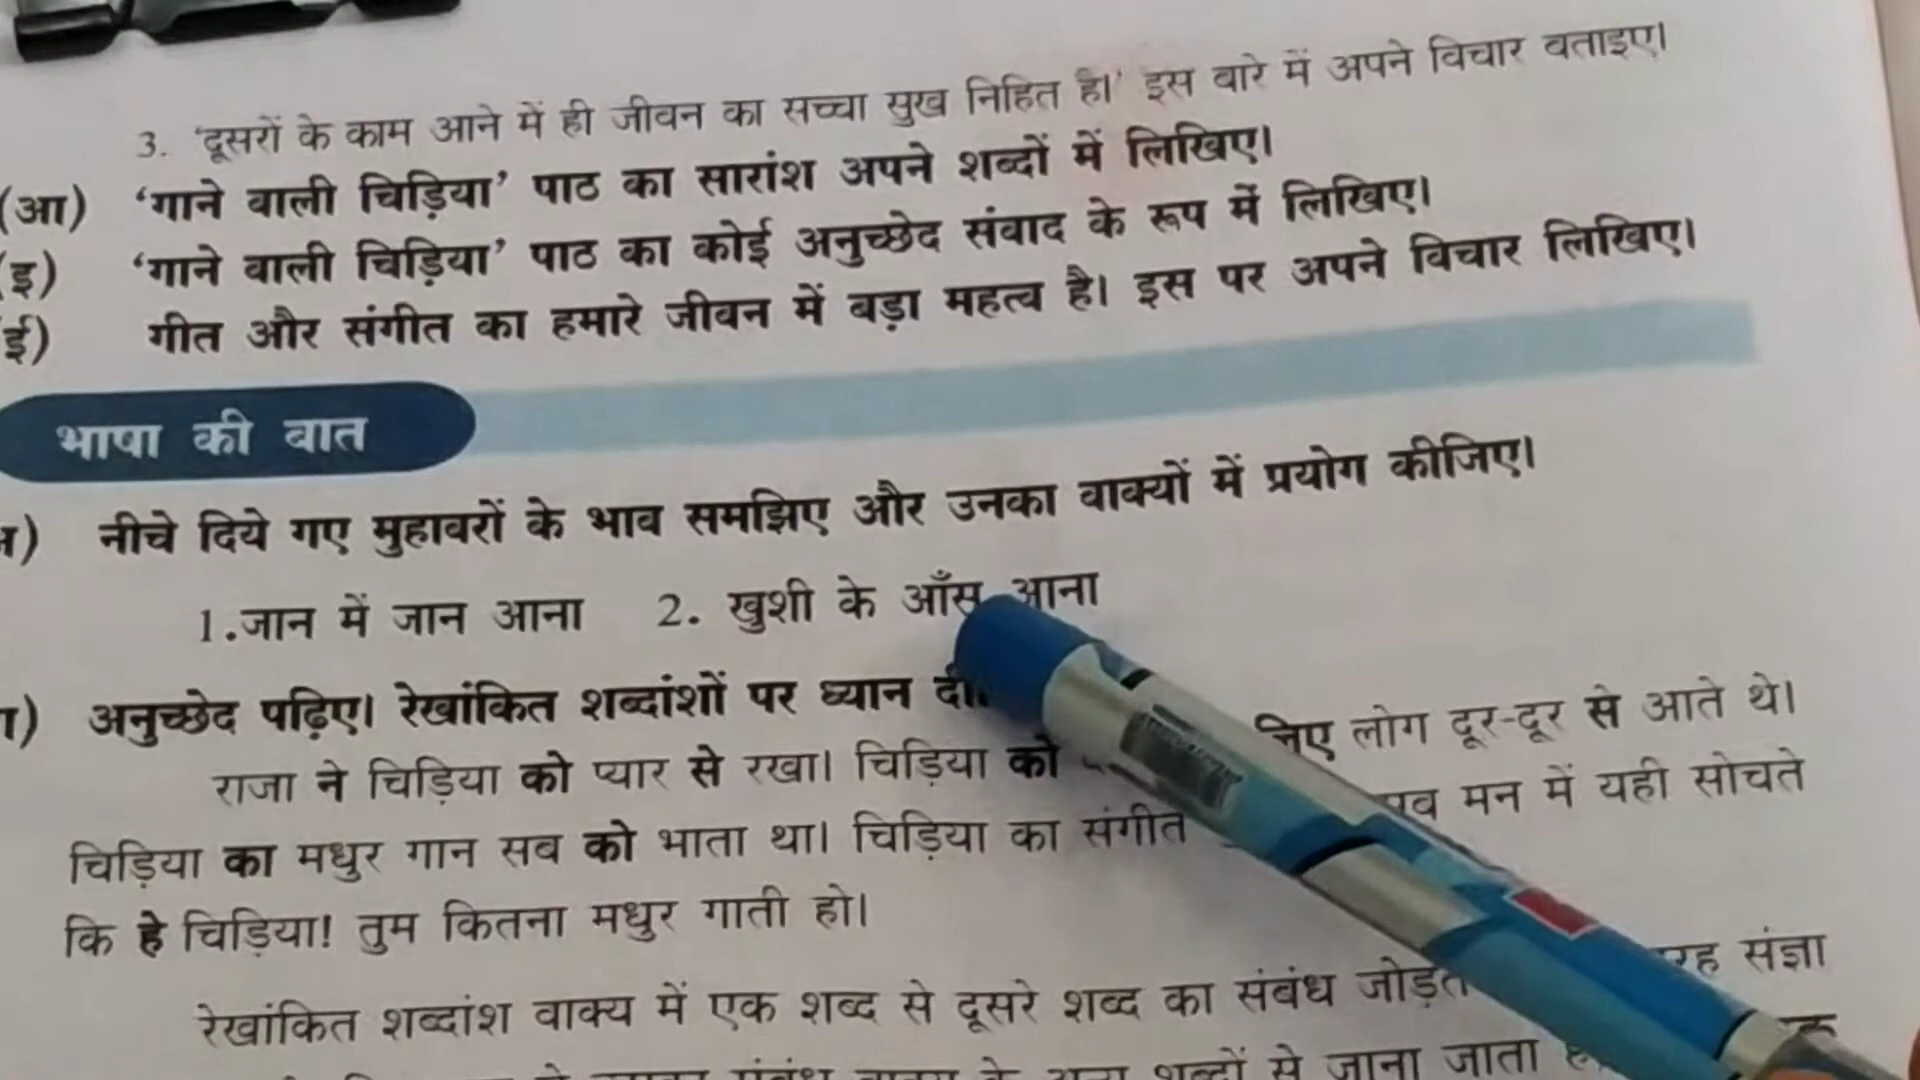 3. 'दूसरों के काम आने में ही जीवन का सच्चा सुख निहित है।' इस बारे में अपने विचार बताइए।
(आ) 'गाने वाली चिड़िया' पाठ का सारांश अपने शब्दों में लिखिए।
(इ) 'गाने वाली चिड़िया' पाठ का कोई अनुच्छेद संवाद के रूप में लिखिए।
ई) गीत और संगीत का हमारे जीवन में बड़ा महत्व है। इस पर अपने विचार लिखिए।
भाषा की बात
नीचे दिये गए मुहावरों के भाव समझिए और उनका वाक्यों में प्रयोग कीजिए।
1.जान में जान आना 2. खुशी के आँसू आना
अनुच्छेद पढ़िए। रेखांकित शब्दांशों पर ध्यान
राजा ने चिड़िया को प्यार से रखा। चिड़िया को लोग दूर-दूर से आते थे।
चिड़िया का मधुर गान सब को भाता था। चिड़िया का संगीत मन में यही सोचते
कि हे चिड़िया! तुम कितना मधुर गाती हो।
रेखांकित शब्दांश वाक्य में एक शब्द से दूसरे शब्द का संबंध संज्ञा
शब्दों से जाना जाता